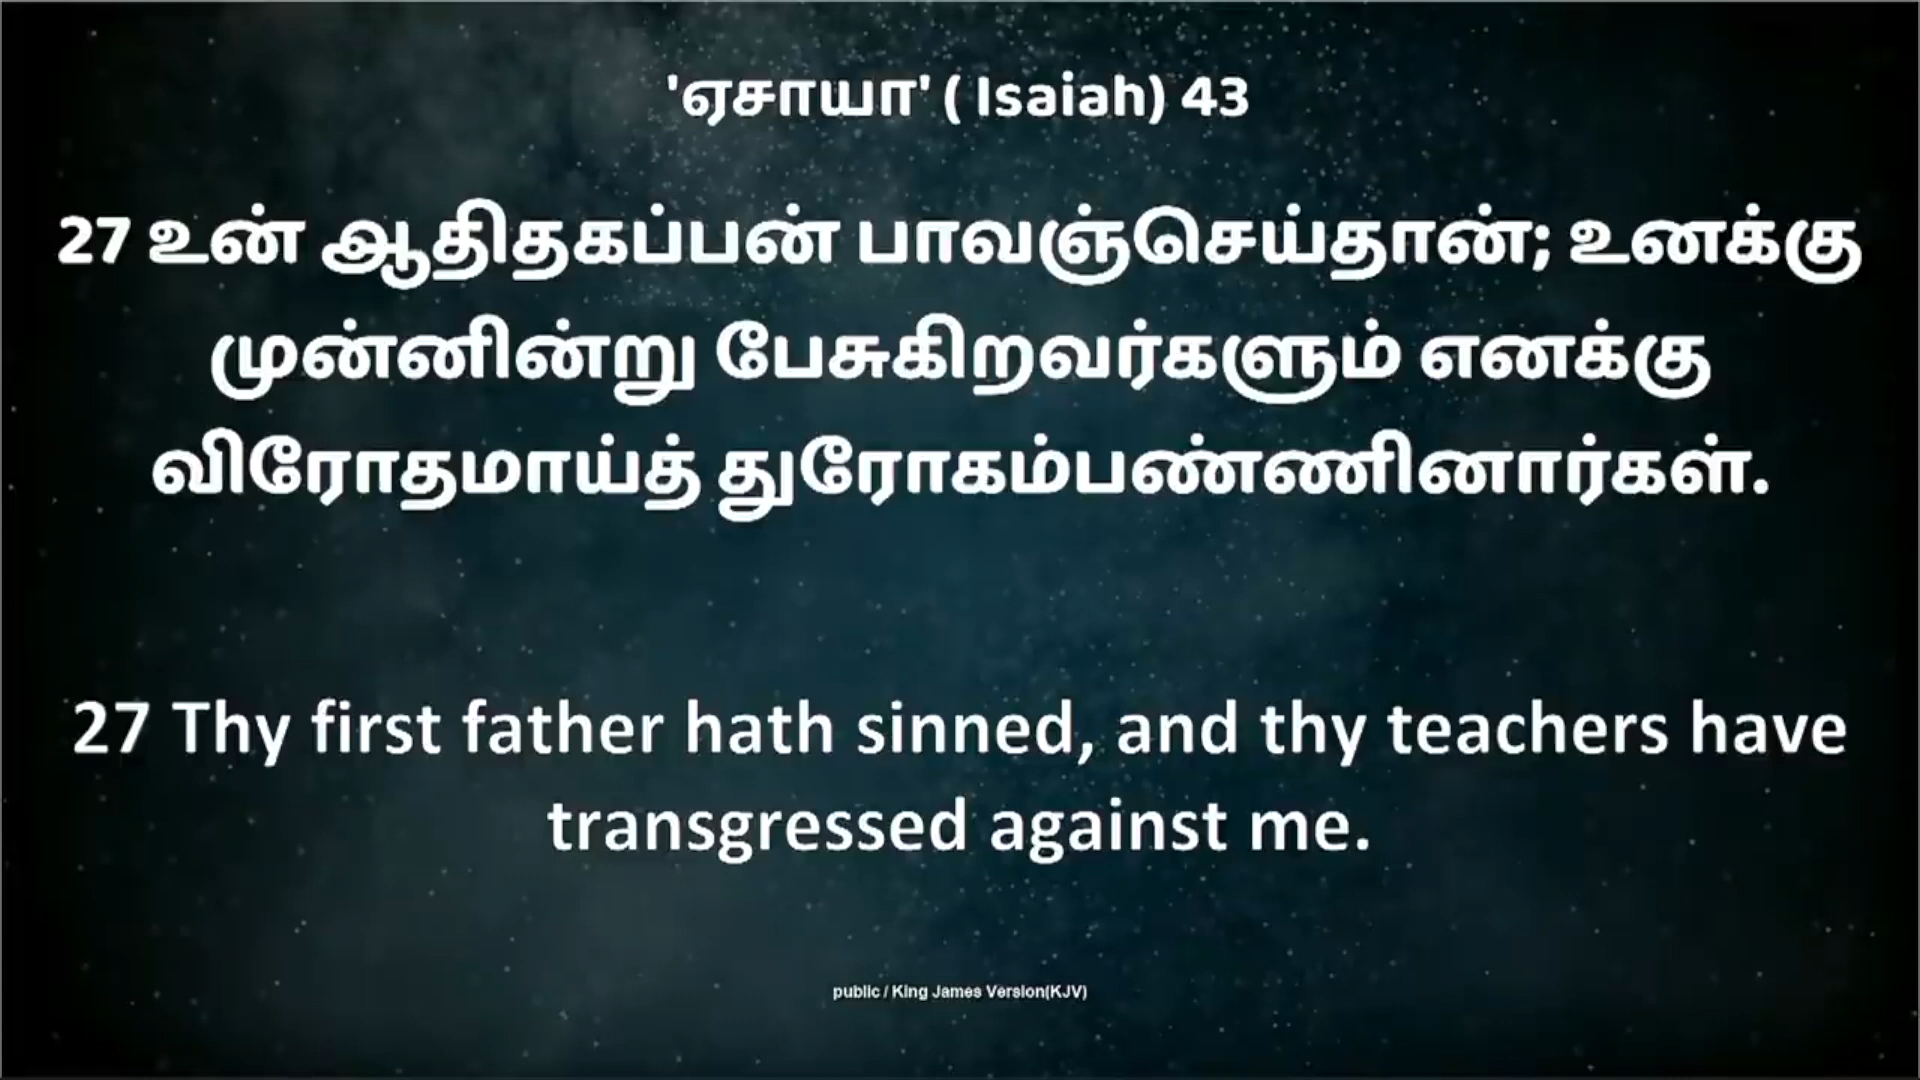 'ஏசாயா' ( Isaiah) 43
27 உன் ஆதிதகப்பன் பாவஞ்செய்தான்; உனக்கு
முன்னின்று பேசுகிறவர்களும் எனக்கு
விரோதமாய்த் துரோகம்பண்ணினார்கள்.
27 Thy first father hath sinned, and thy teachers have
transgressed against me.
public / King James Version(KJV)